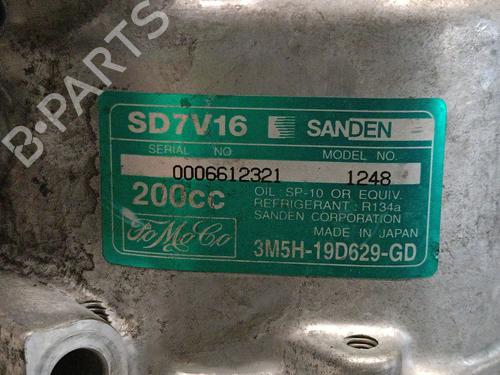 B-PARTS
SD7V16 SANDEN
SERIAL NO MODEL NO.
0006612321 1248
200cc OIL : SP-10 OR EQUIV.
REFRIGERANT : R134a
SANDEN CORPORATION
MADE IN JAPAN
FoMoCo 3M5H-19D629-GD